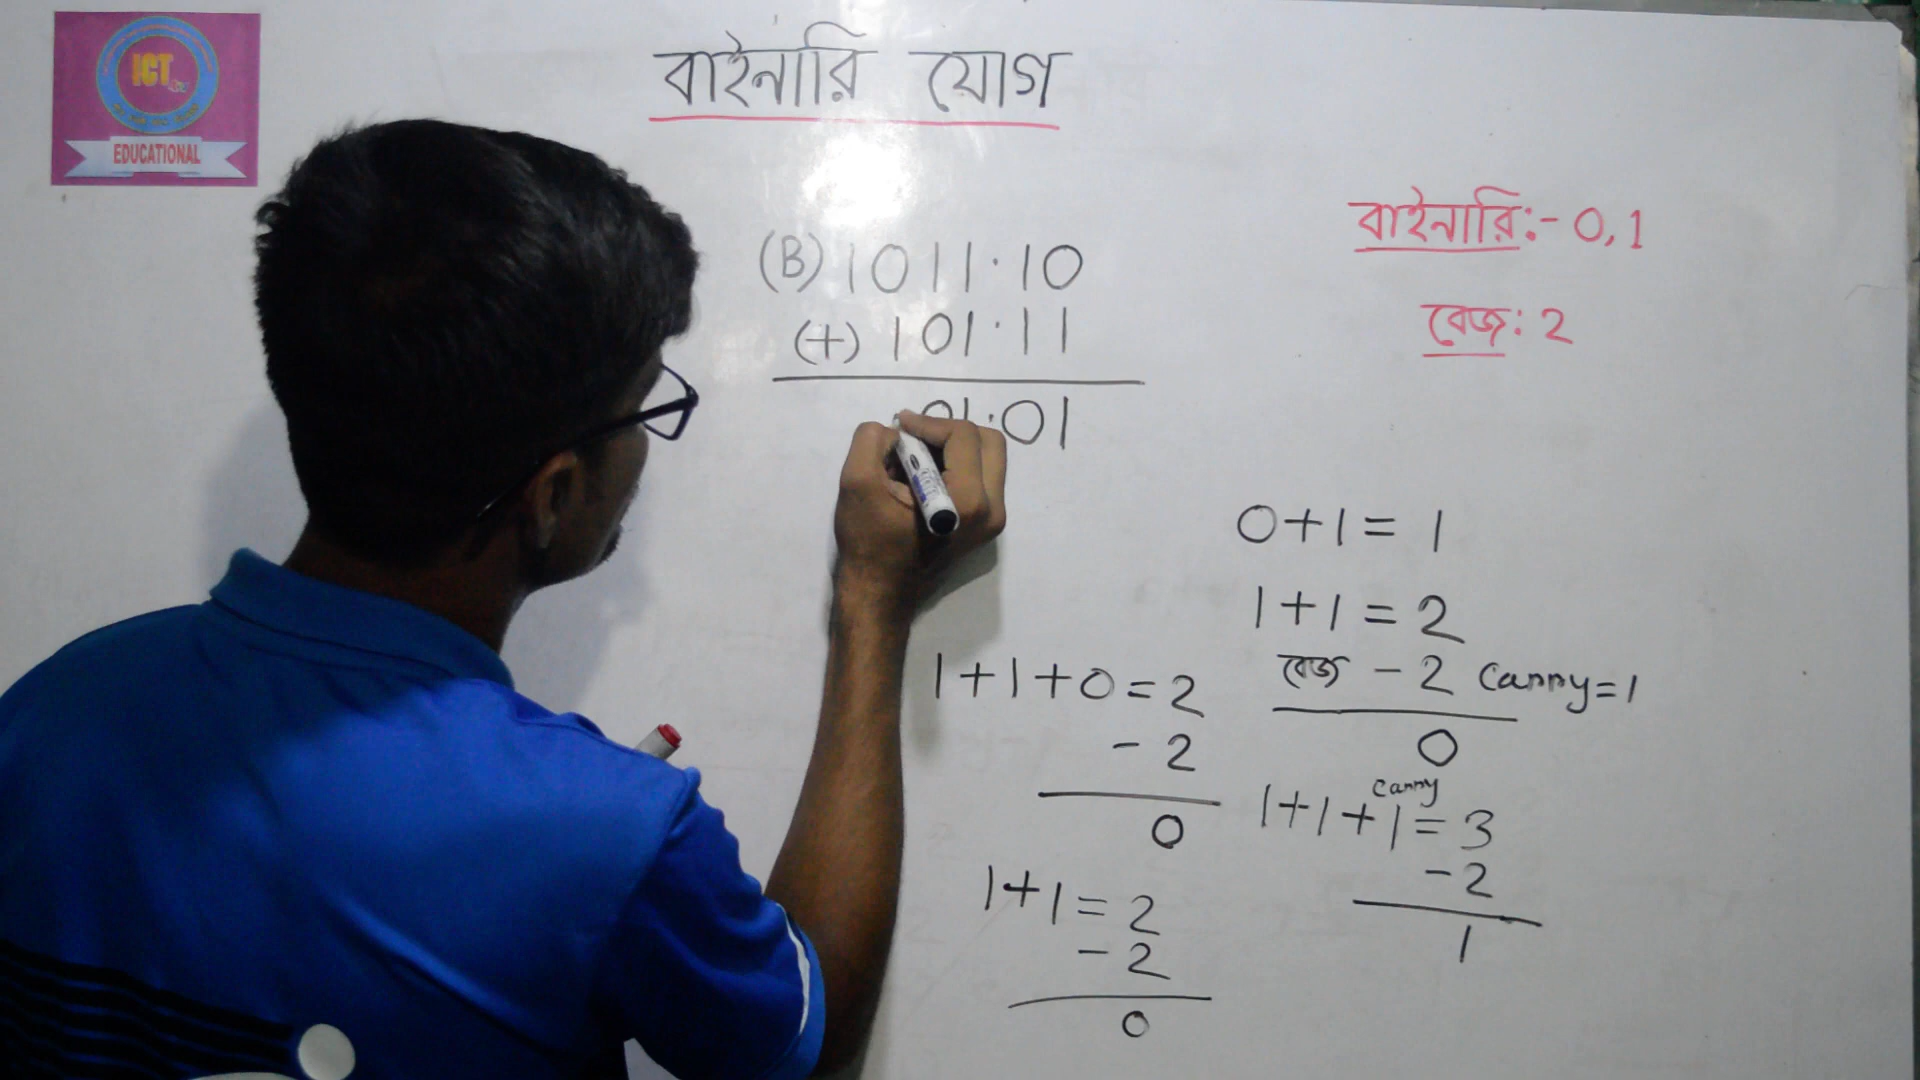 ICT
EDUCATIONAL
বাইনারি যোগ
(B) 1011.10
(+) 101.11
01.01
বাইনারি:- 0,1
বেজ: 2
0+1= 1
1+1=2
বেজ -2 Carry=1
0
Carry
1+1+1=3
-2
1
1+1+0=2
-2
0
1+1=2
-2
0